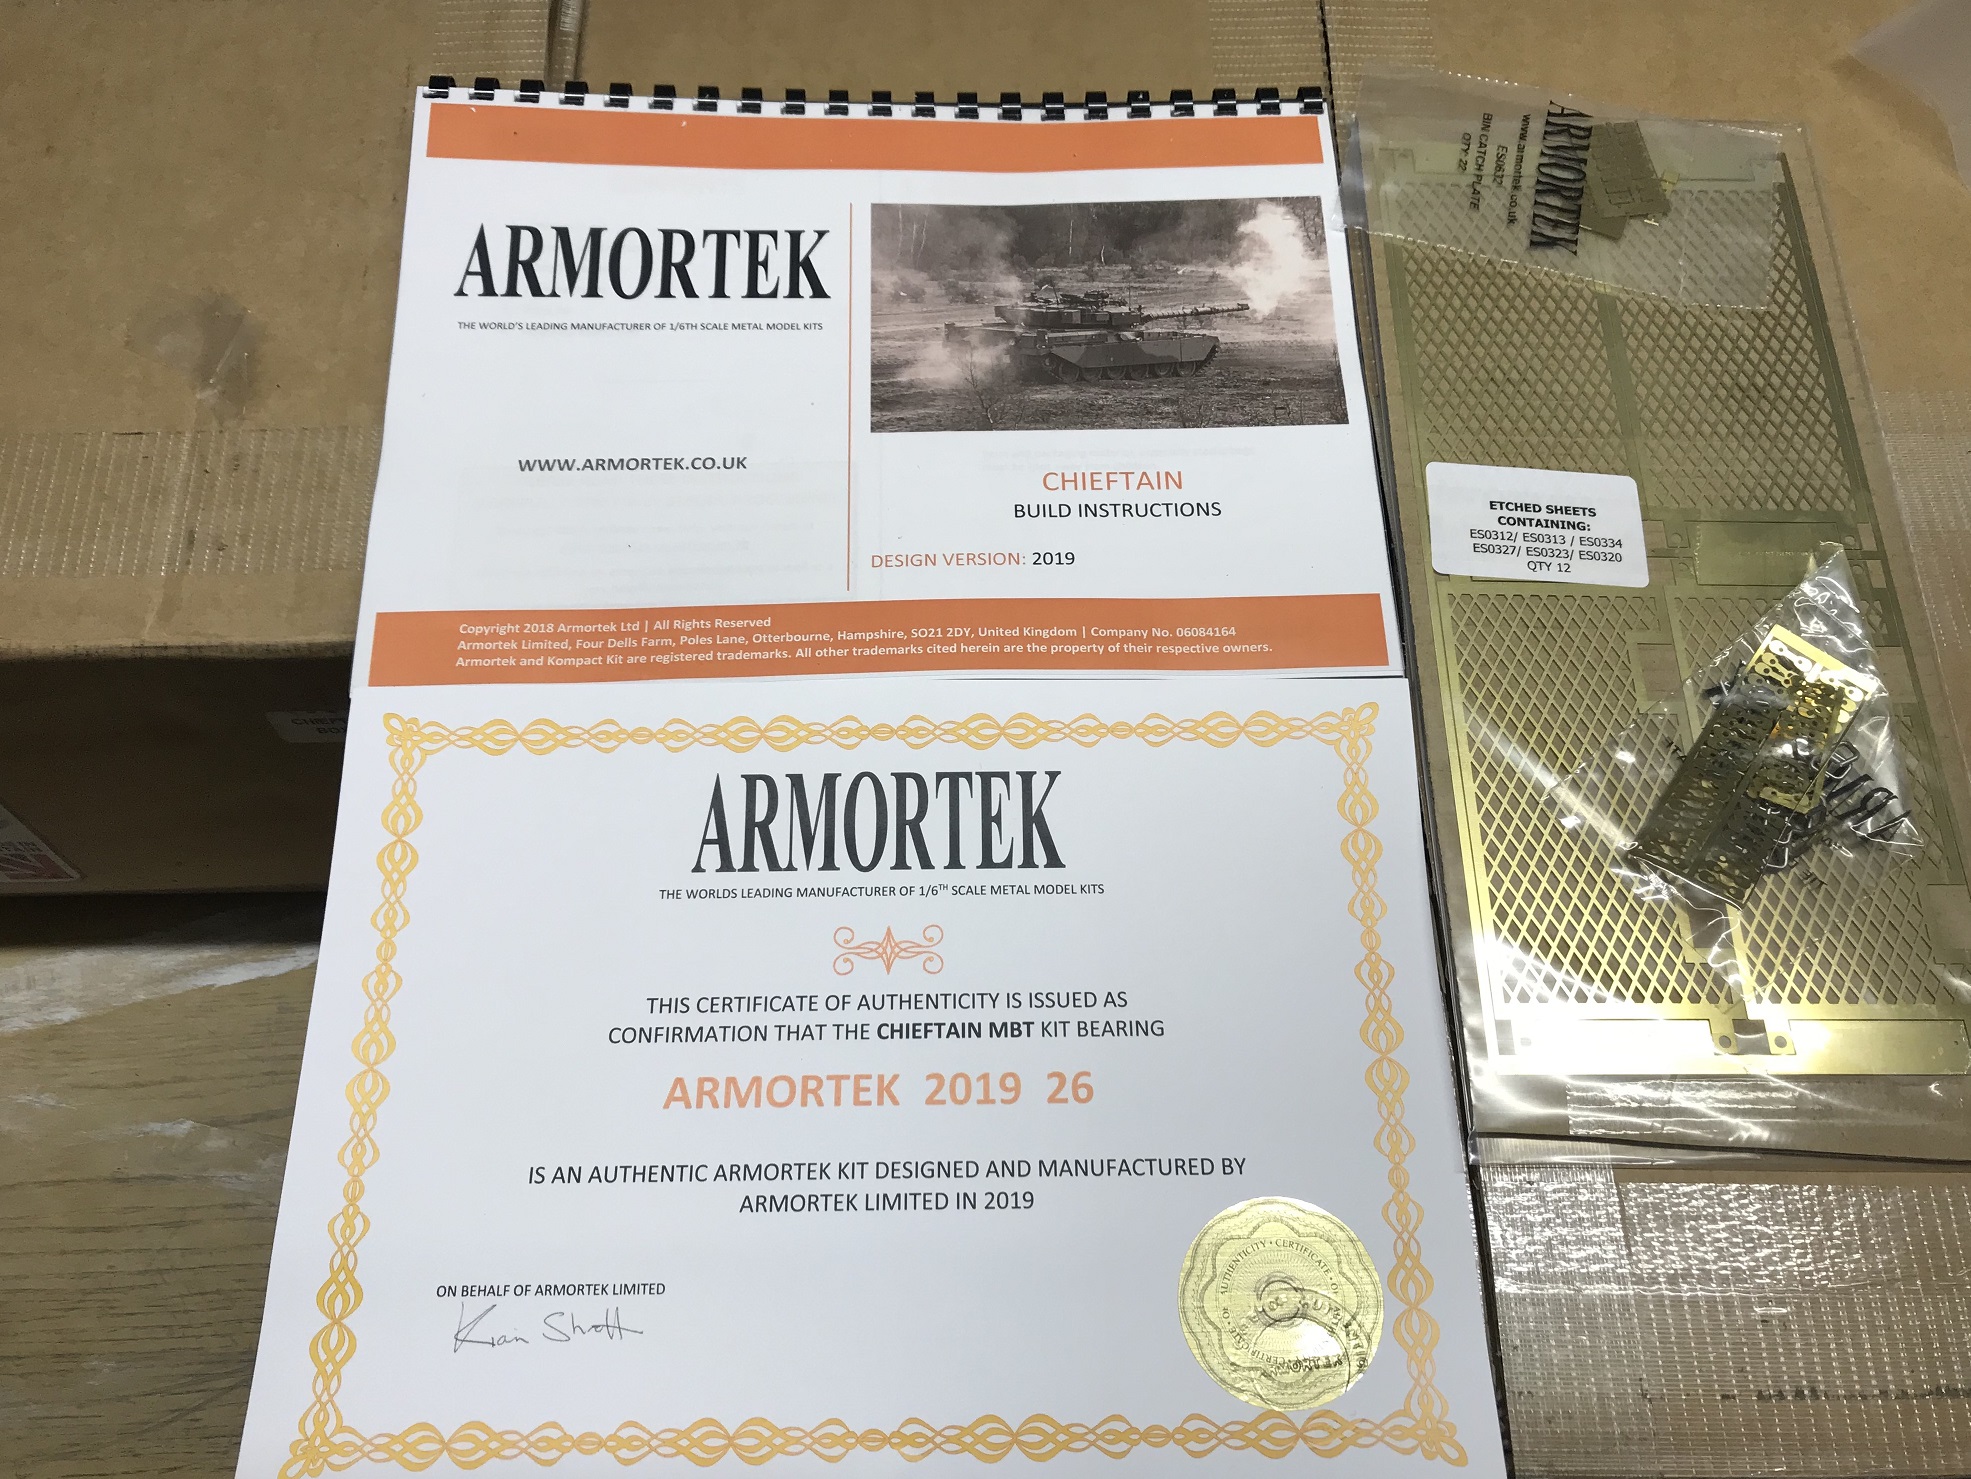 ARMORTEK
THE WORLD'S LEADING MANUFACTURER OF 1/6TH SCALE METAL MODEL KITS
WWW.ARMORTEK.CO.UK
CHIEFTAIN
BUILD INSTRUCTIONS
DESIGN VERSION: 2019
Copyright 2018 Armortek Ltd | All Rights Reserved
Armortek Limited, Four Dells Farm, Poles Lane, Otterbourne, Hampshire, SO21 2DY, United Kingdom | Company No. 06084164
Armortek and Kompact Kit are registered trademarks. All other trademarks cited herein are the property of their respective owners.
ARMORTEK
THE WORLDS LEADING MANUFACTURER OF 1/6TH SCALE METAL MODEL KITS
THIS CERTIFICATE OF AUTHENTICITY IS ISSUED AS
CONFIRMATION THAT THE CHIEFTAIN MBT KIT BEARING
ARMORTEK 2019 26
IS AN AUTHENTIC ARMORTEK KIT DESIGNED AND MANUFACTURED BY
ARMORTEK LIMITED IN 2019
ON BEHALF OF ARMORTEK LIMITED
AUTHENTICITY • CERTIFICATE • OF
ARMORTEK
www.armortek.co.uk
ES0632
BIN CATCH PLATE
QTY: 22
ETCHED SHEETS
CONTAINING:
ES0312/ ES0313 / ES0334
ES0327/ ES0323/ ES0320
QTY 12